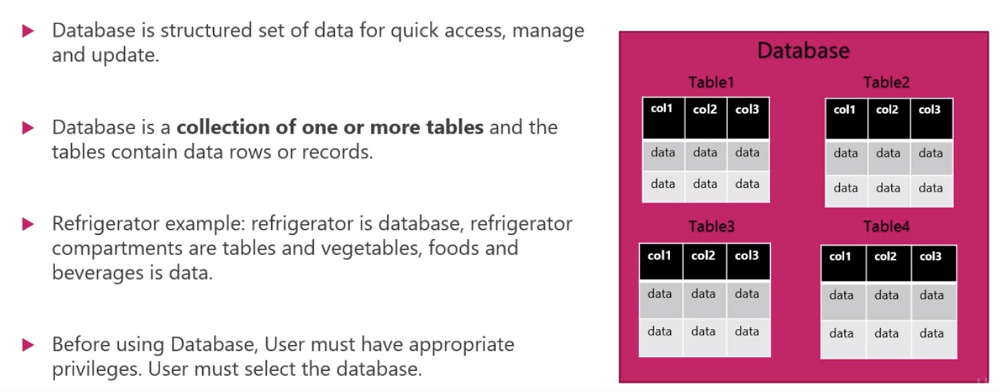 Database is structured set of data for quick access, manage
and update.
Database is a collection of one or more tables and the
tables contain data rows or records.
Refrigerator example: refrigerator is database, refrigerator
compartments are tables and vegetables, foods and
beverages is data.
Before using Database, User must have appropriate
privileges. User must select the database.
Database
Table1
col1 col2 col3
data data data
data data data
Table2
col1 col2 col3
data data data
data data data
Table3
col1 col2 col3
data data data
data data data
Table4
col1 col2 col3
data data data
data data data